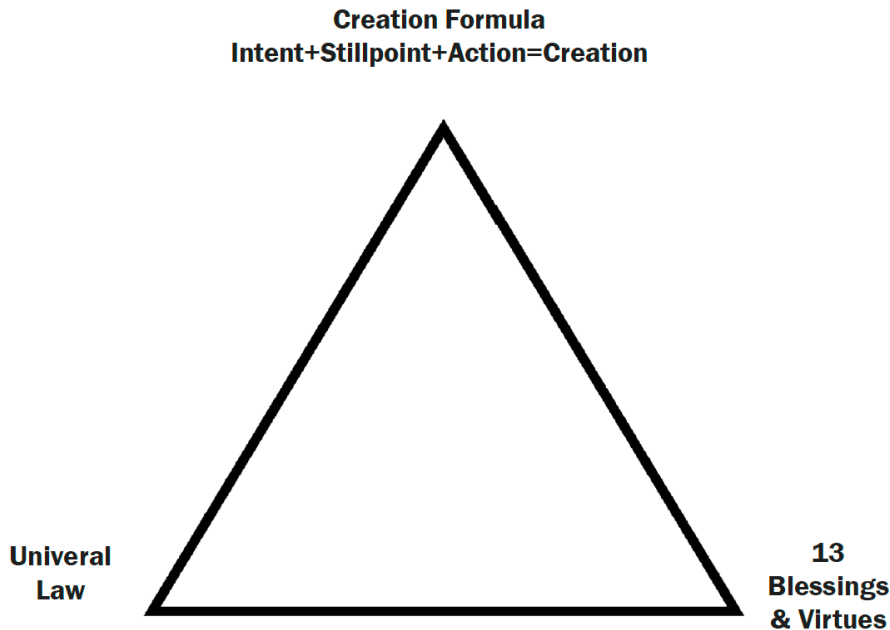 Creation Formula
Intent+Stillpoint+Action=Creation
Univeral
Law
13
Blessings
& Virtues